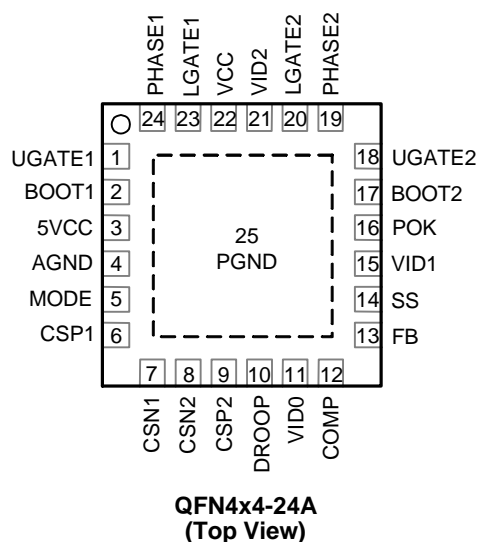 PHASE1
LGATE1
VCC
VID2
LGATE2
PHASE2
24 23 22 21 20 19
UGATE1 1
BOOT1 2
5VCC 3
AGND 4
MODE 5
CSP1 6
25
PGND
18 UGATE2
17 BOOT2
16 POK
15 VID1
14 SS
13 FB
7 8 9 10 11 12
CSN1
CSN2
CSP2
DROOP
VID0
COMP
QFN4x4-24A
(Top View)